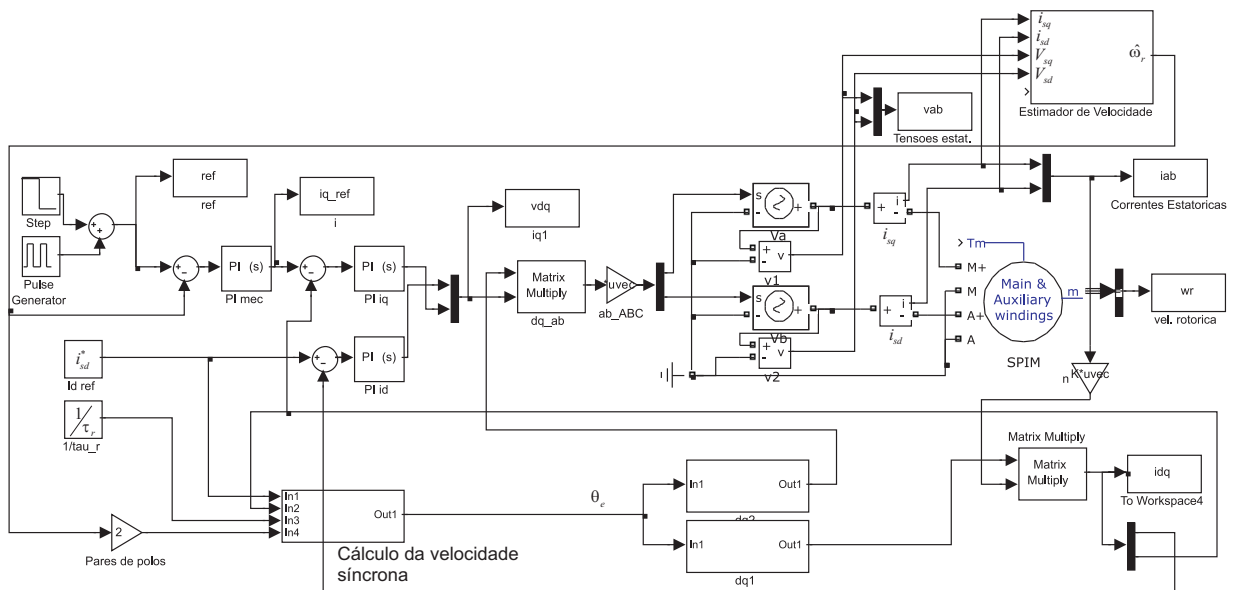 i_sq
i_sd
V_sq
V_sd
ω̂_r
Estimador de Velocidade
vab
Tensoes estat.
ref
ref
iq_ref
i
vdq
iq1
Step
Pulse
Generator
+
+
+
-
PI (s)
PI mec
+
-
PI (s)
PI iq
+
-
PI (s)
PI id
Matrix
Multiply
dq_ab
*uvec
ab_ABC
s
-
+
Va
+
-
v
v1
s
-
+
Vb
+
-
v
v2
+
i
-
i_sq
+
i
-
i_sd
Tm
M+
M
A+
A
m
Main &
Auxiliary
windings
SPIM
iab
Correntes Estatoricas
wr
vel. rotorica
n
K*uvec
i*_sd
Id ref
1/τ_r
1/tau_r
In1
In2
In3
In4
Out1
Cálculo da velocidade
síncrona
2
Pares de polos
θ_e
In1
Out1
dq2
In1
Out1
dq1
Matrix Multiply
Matrix
Multiply
idq
To Workspace4